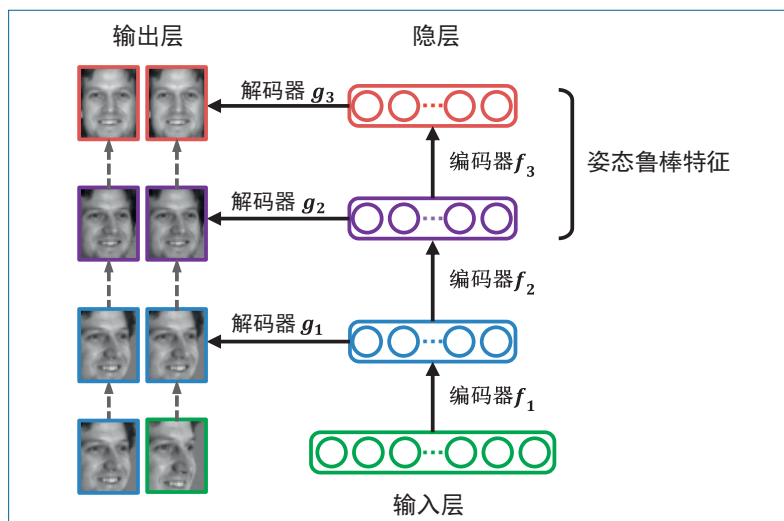 输出层
隐层
解码器 g3
编码器f3
姿态鲁棒特征
解码器 g2
编码器f2
解码器 g1
编码器f1
输入层